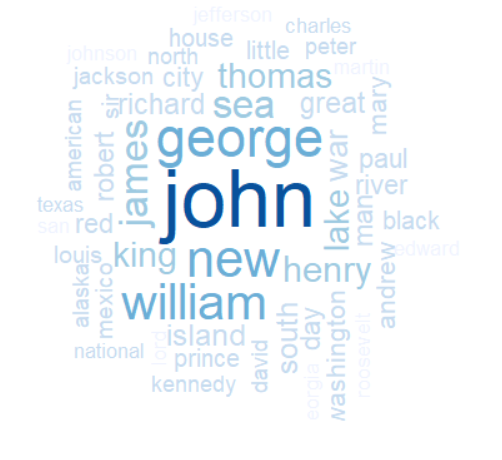 jefferson
charles
house
johnson
north
little
peter
jackson
city
thomas
martin
sir
richard
sea
great
mary
american
robert
james
george
war
paul
texas
john
river
san
red
lake
man
black
louis
king
new
henry
edward
alaska
mexico
william
andrew
island
south
day
washington
national
lord
prince
david
eorgia
roosevelt
kennedy